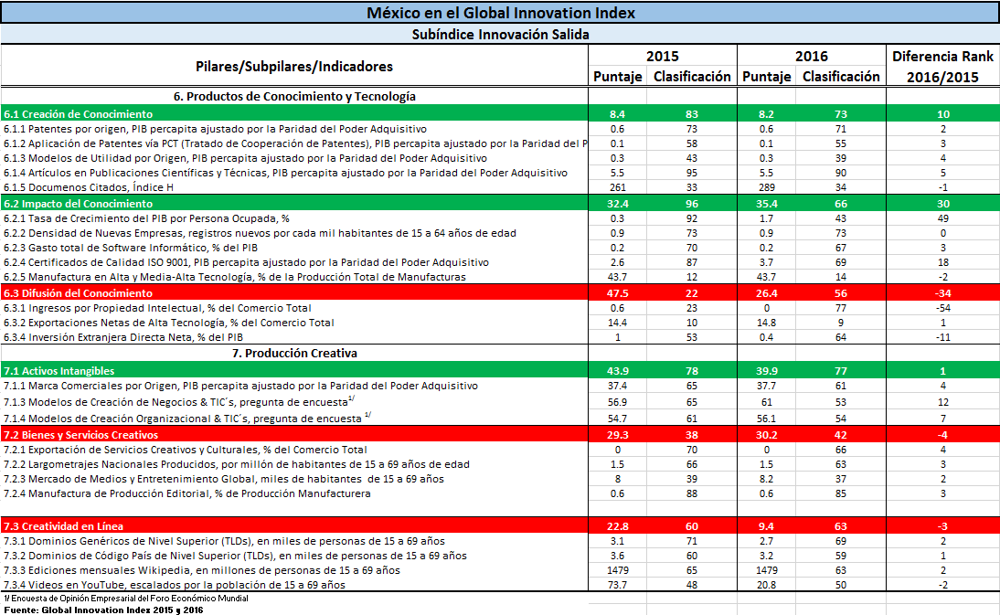 México en el Global Innovation Index
Subíndice Innovación Salida
Pilares/Subpilares/Indicadores 2015 2016 Diferencia Rank 2016/2015
Puntaje Clasificación Puntaje Clasificación
6. Productos de Conocimiento y Tecnología
6.1 Creación de Conocimiento 8.4 83 8.2 73 10
6.1.1 Patentes por origen, PIB percapita ajustado por la Paridad del Poder Adquisitivo 0.6 73 0.6 71 2
6.1.2 Aplicación de Patentes vía PCT (Tratado de Cooperación de Patentes), PIB percapita ajustado por la Paridad del P 0.1 58 0.1 55 3
6.1.3 Modelos de Utilidad por Origen, PIB percapita ajustado por la Paridad del Poder Adquisitivo 0.3 43 0.3 39 4
6.1.4 Artículos en Publicaciones Científicas y Técnicas, PIB percapita ajustado por la Paridad del Poder Adquisitivo 5.5 95 5.5 90 5
6.1.5 Documenos Citados, Índice H 261 33 289 34 -1
6.2 Impacto del Conocimiento 32.4 96 35.4 66 30
6.2.1 Tasa de Crecimiento del PIB por Persona Ocupada, % 0.3 92 1.7 43 49
6.2.2 Densidad de Nuevas Empresas, registros nuevos por cada mil habitantes de 15 a 64 años de edad 0.9 73 0.9 73 0
6.2.3 Gasto total de Software Informático, % del PIB 0.2 70 0.2 67 3
6.2.4 Certificados de Calidad ISO 9001, PIB percapita ajustado por la Paridad del Poder Adquisitivo 2.6 87 3.7 69 18
6.2.5 Manufactura en Alta y Media-Alta Tecnología, % de la Producción Total de Manufacturas 43.7 12 43.7 14 -2
6.3 Difusión del Conocimiento 47.5 22 26.4 56 -34
6.3.1 Ingresos por Propiedad Intelectual, % del Comercio Total 0.6 23 0 77 -54
6.3.2 Exportaciones Netas de Alta Tecnología, % del Comercio Total 14.4 10 14.8 9 1
6.3.4 Inversión Extranjera Directa Neta, % del PIB 1 53 0.4 64 -11
7. Producción Creativa
7.1 Activos Intangibles 43.9 78 39.9 77 1
7.1.1 Marca Comerciales por Origen, PIB percapita ajustado por la Paridad del Poder Adquisitivo 37.4 65 37.7 61 4
7.1.3 Modelos de Creación de Negocios & TIC´s, pregunta de encuesta1/ 56.9 65 61 53 12
7.1.4 Modelos de Creación Organizacional & TIC´s, pregunta de encuesta 1/ 54.7 61 56.1 54 7
7.2 Bienes y Servicios Creativos 29.3 38 30.2 42 -4
7.2.1 Exportación de Servicios Creativos y Culturales, % del Comercio Total 0 70 0 66 4
7.2.2 Largometrajes Nacionales Producidos, por millón de habitantes de 15 a 69 años de edad 1.5 66 1.5 63 3
7.2.3 Mercado de Medios y Entretenimiento Global, miles de habitantes de 15 a 69 años 8 39 8.2 37 2
7.2.4 Manufactura de Producción Editorial, % de Producción Manufacturera 0.6 88 0.6 85 3
7.3 Creatividad en Línea 22.8 60 9.4 63 -3
7.3.1 Dominios Genéricos de Nivel Superior (TLDs), en miles de personas de 15 a 69 años 3.1 71 2.7 69 2
7.3.2 Dominios de Código País de Nivel Superior (TLDs), en miles de personas de 15 a 69 años 3.6 60 3.2 59 1
7.3.3 Ediciones mensuales Wikipedia, en millones de personas de 15 a 69 años 1479 65 1479 63 2
7.3.4 Videos en YouTube, escalados por la población de 15 a 69 años 73.7 48 20.8 50 -2
1/ Encuesta de Opinión Empresarial del Foro Económico Mundial
Fuente: Global Innovation Index 2015 y 2016